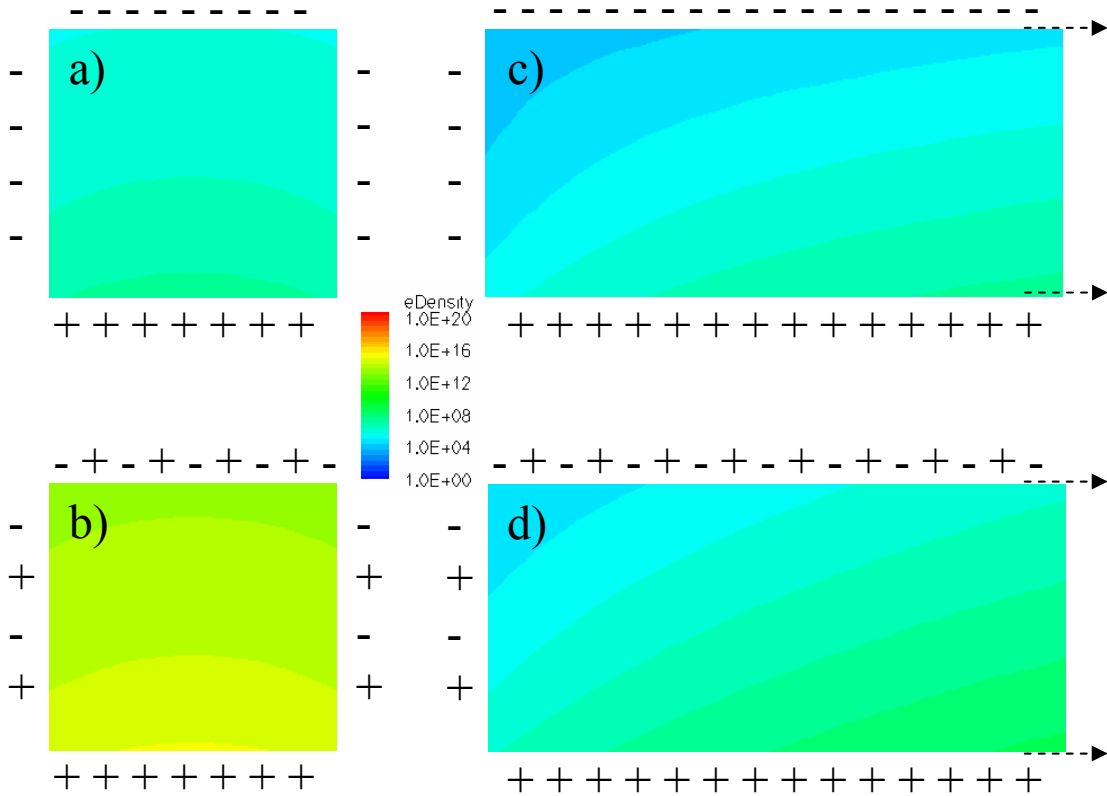 - - - - - - - - -
- - - - - - - - - - - - - - - - - - - -
a)
c)
- - -
- - -
- - -
- - -
+ + + + + + +
+ + + + + + + + + + + + + +
eDensity
1.0E+20
1.0E+16
1.0E+12
1.0E+08
1.0E+04
1.0E+00
- + - + - + - + -
- + - + - + - + - + - + - + - + -
b)
d)
- - -
+ + +
- - -
+ + +
+ + + + + + +
+ + + + + + + + + + + + + +